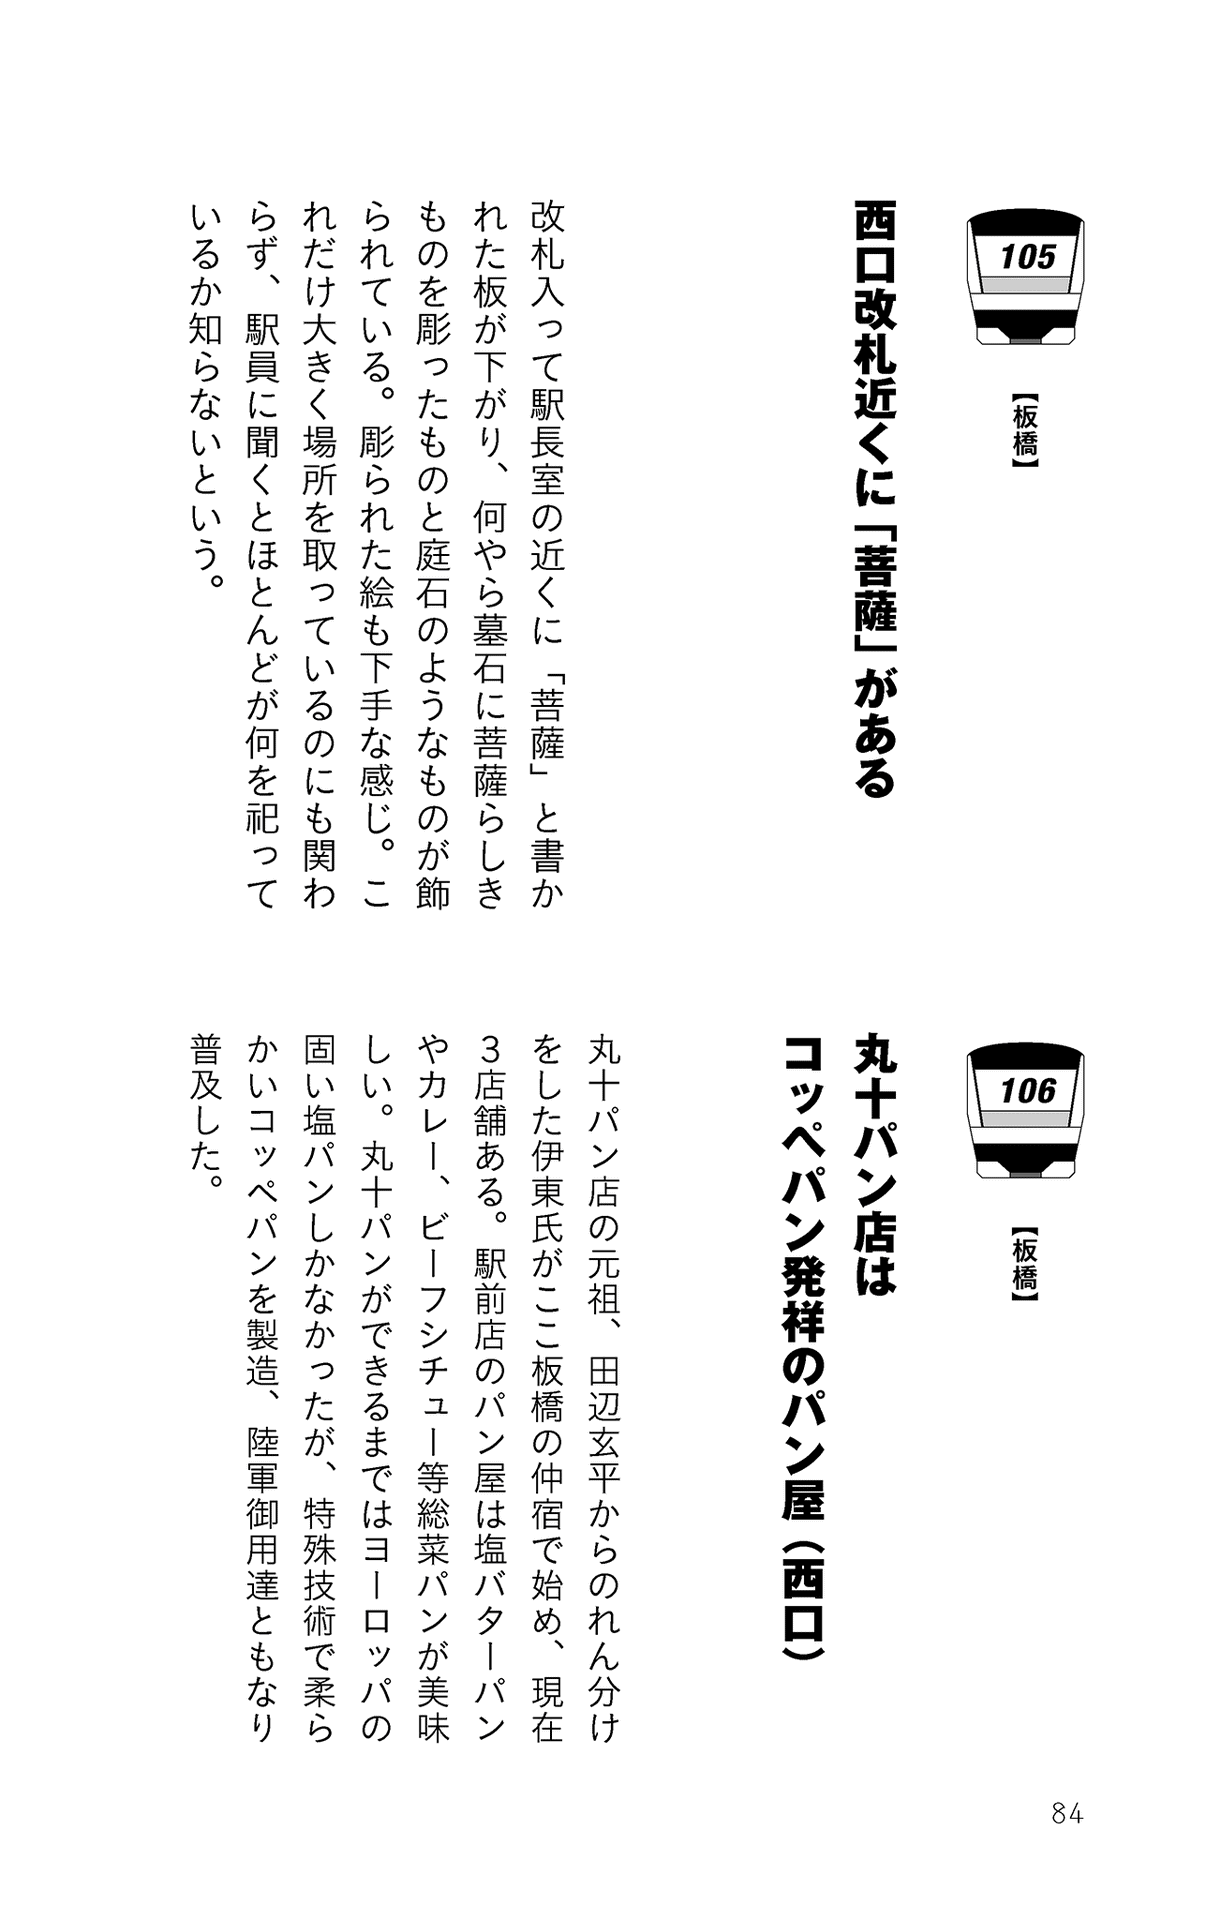 105
【板橋】
西口改札近くに「菩薩」がある
改札入って駅長室の近くに「菩薩」と書か
れた板が下がり、何やら墓石に菩薩らしき
ものを彫ったものと庭石のようなものが飾
られている。彫られた絵も下手な感じ。こ
れだけ大きく場所を取っているのにも関わ
らず、駅員に聞くとほとんどが何を祀って
いるか知らないという。
106
【板橋】
丸十パン店は
コッペパン発祥のパン屋（西口）
丸十パン店の元祖、田辺玄平からのれん分け
をした伊東氏がここ板橋の仲宿で始め、現在
３店舗ある。駅前店のパン屋は塩バターパン
やカレー、ビーフシチュー等総菜パンが美味
しい。丸十パンができるまではヨーロッパの
固い塩パンしかなかったが、特殊技術で柔ら
かいコッペパンを製造、陸軍御用達ともなり
普及した。
84